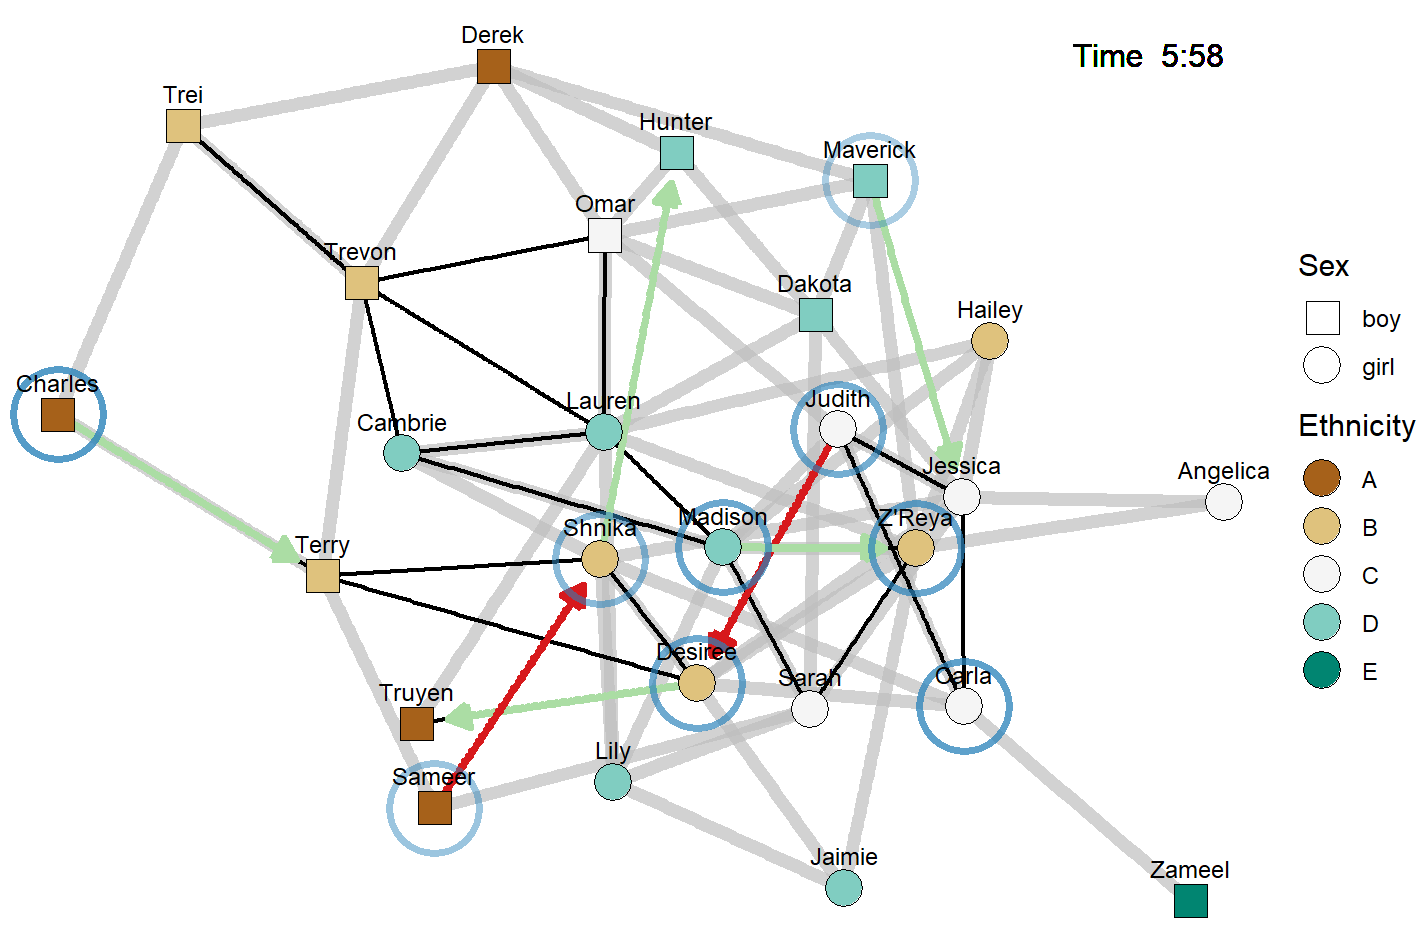 Derek
Time 5:58
Trei
Hunter
Maverick
Omar
Trevon
Dakota
Hailey
Sex
boy
girl
Charles
Cambrie
Lauren
Judith
Jessica
Angelica
Ethnicity
A
B
C
D
E
Shnika
Madison
Z'Reya
Terry
Desiree
Sarah
Carla
Truyen
Lily
Sameer
Jaimie
Zameel